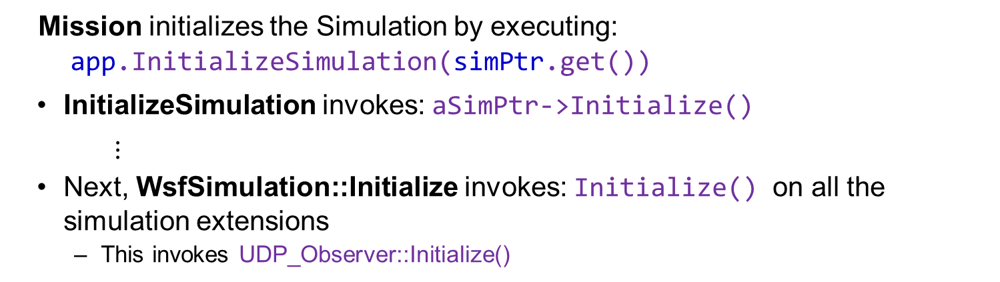 Mission initializes the Simulation by executing:
app.InitializeSimulation(simPtr.get())
• InitializeSimulation invokes: aSimPtr->Initialize()
⋮
• Next, WsfSimulation::Initialize invokes: Initialize() on all the
simulation extensions
– This invokes UDP_Observer::Initialize()